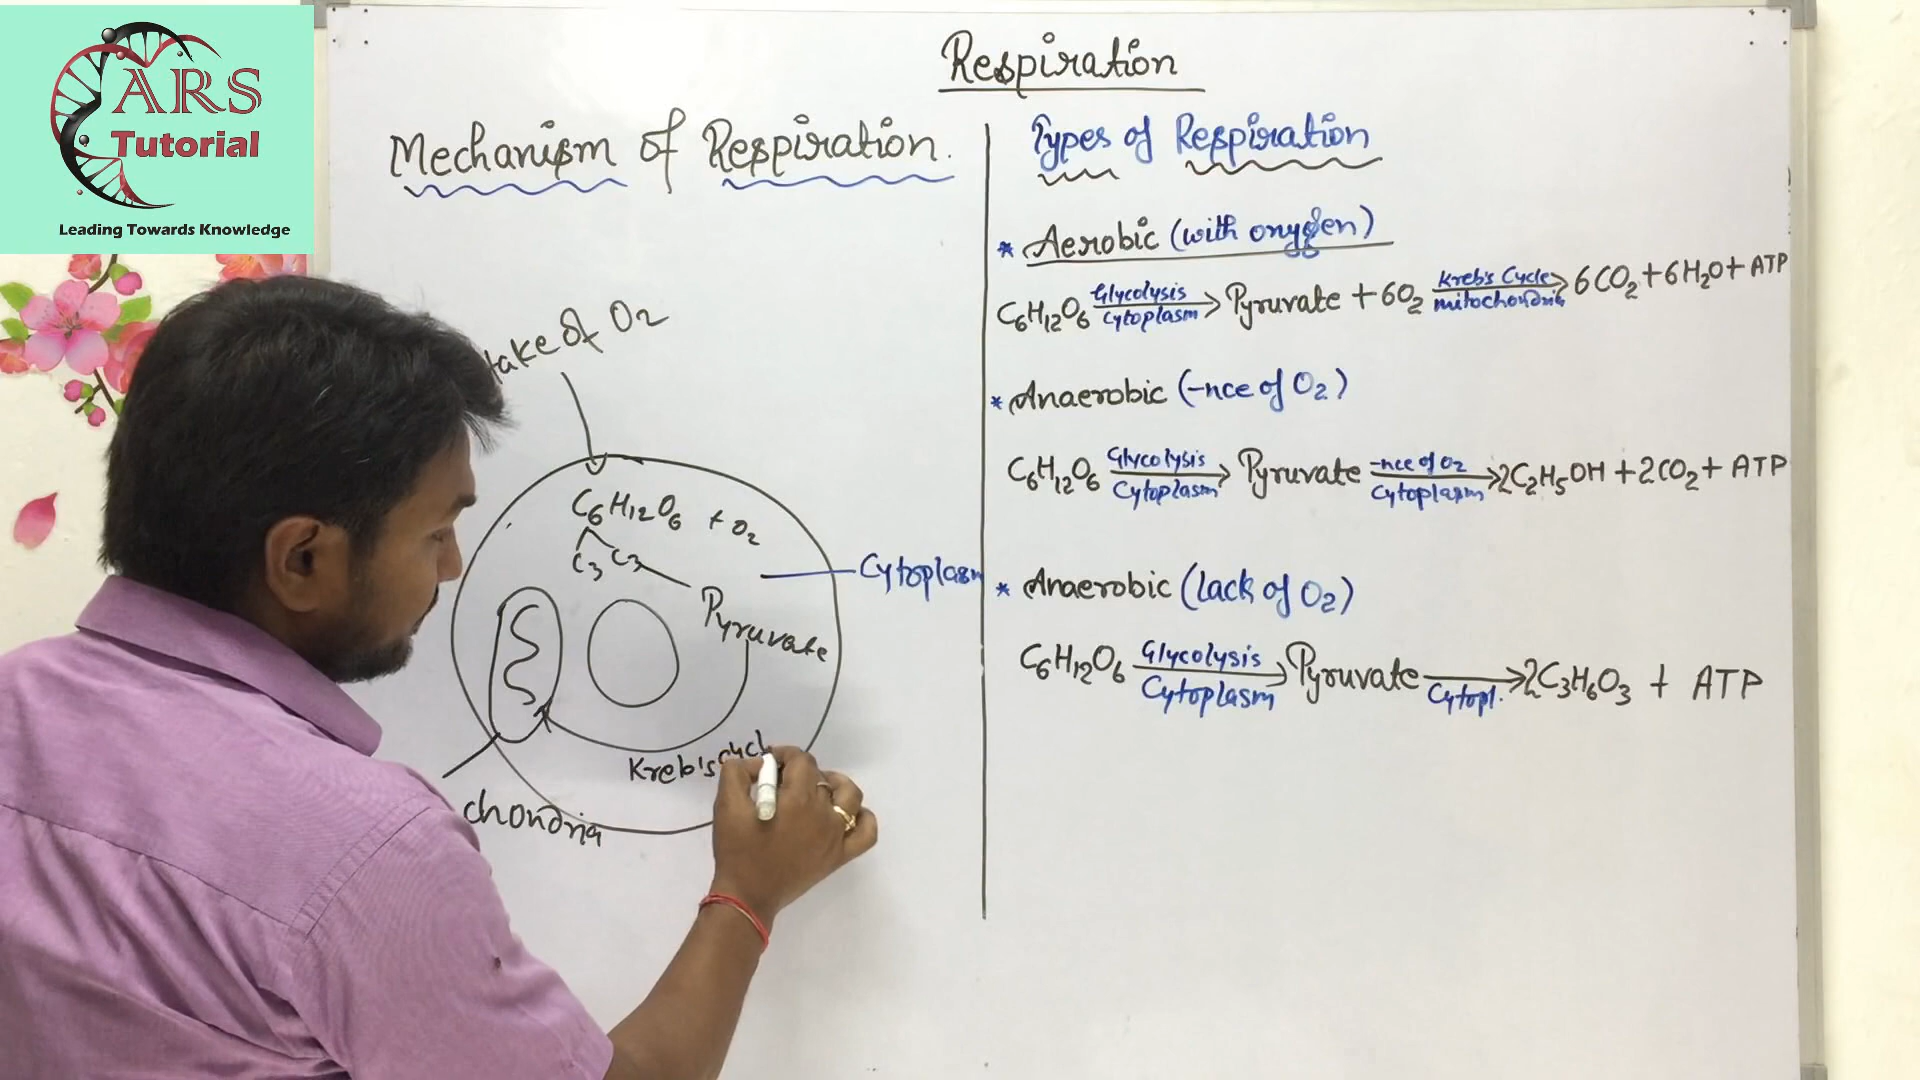 ARS
Tutorial
Leading Towards Knowledge
Respiration
Mechanism of Respiration.
take of O2
C6H12O6 + O2
C3 C3
Pyruvate
Cytoplasm
Kreb's cycl
chondria
Types of Respiration
* Aerobic (with oxygen)
C6H12O6 Glycolysis Cytoplasm → Pyruvate + 6O2 Kreb's Cycle mitochondria → 6CO2 + 6H2O + ATP
* Anaerobic (-nce of O2)
C6H12O6 Glycolysis Cytoplasm → Pyruvate -nce of O2 Cytoplasm → 2C2H5OH + 2CO2 + ATP
* Anaerobic (lack of O2)
C6H12O6 Glycolysis Cytoplasm → Pyruvate Cytopl. → 2C3H6O3 + ATP